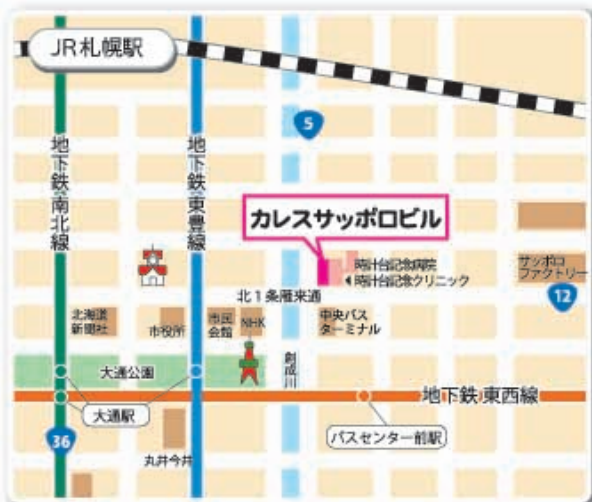 JR札幌駅
5
地下鉄 南北線
地下鉄 東豊線
カレスサッポロビル
時計台記念病院
時計台記念クリニック
サッポロ
ファクトリー
12
北1条雁来通
北海道
新聞社
市役所
市民
会館
NHK
中央バス
ターミナル
創成川
大通公園
地下鉄 東西線
大通駅
バスセンター前駅
36
丸井今井